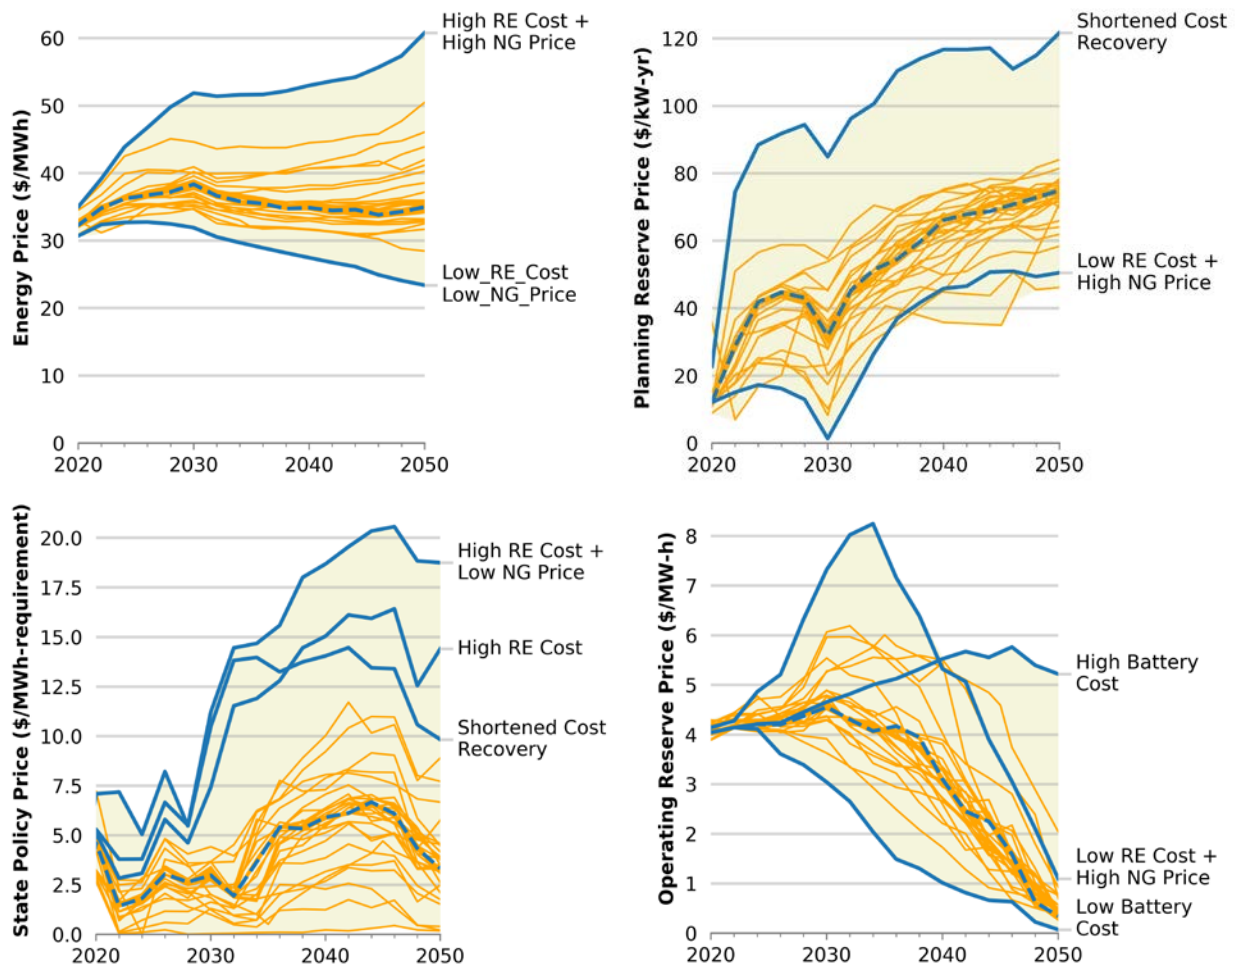 Energy Price ($/MWh)
60
50
40
30
20
10
0
2020
2030
2040
2050
High RE Cost +
High NG Price
Low_RE_Cost
Low_NG_Price
Planning Reserve Price ($/kW-yr)
120
100
80
60
40
20
0
2020
2030
2040
2050
Shortened Cost
Recovery
Low RE Cost +
High NG Price
State Policy Price ($/MWh-requirement)
20.0
17.5
15.0
12.5
10.0
7.5
5.0
2.5
0.0
2020
2030
2040
2050
High RE Cost +
Low NG Price
High RE Cost
Shortened Cost
Recovery
Operating Reserve Price ($/MW-h)
8
7
6
5
4
3
2
1
0
2020
2030
2040
2050
High Battery
Cost
Low RE Cost +
High NG Price
Low Battery
Cost